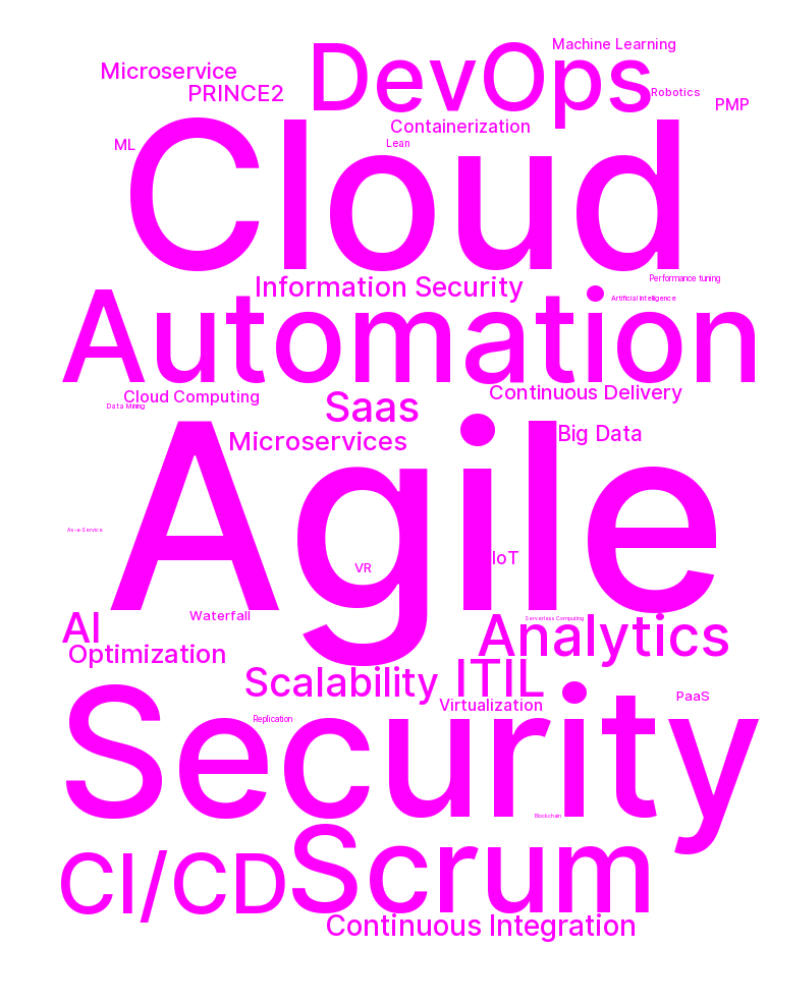 Machine Learning
DevOps
Microservice
PRINCE2
Robotics
PMP
Containerization
Lean
ML
Cloud
Performance tuning
Information Security
Artificial Intelligence
Automation
Cloud Computing
Continuous Delivery
Data Mining
Saas
Big Data
Microservices
Agile
As-a-Service
IoT
VR
Waterfall
Serverless Computing
AI
Analytics
Optimization
Scalability
ITIL
PaaS
Virtualization
Replication
Security
Blockchain
Scrum
CI/CD
Continuous Integration